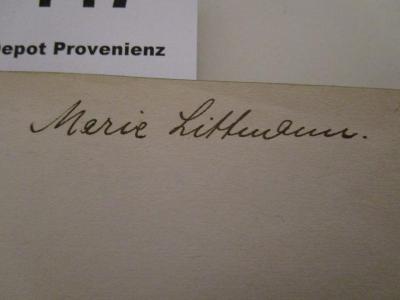 Depot Provenienz
Marie Littmann.